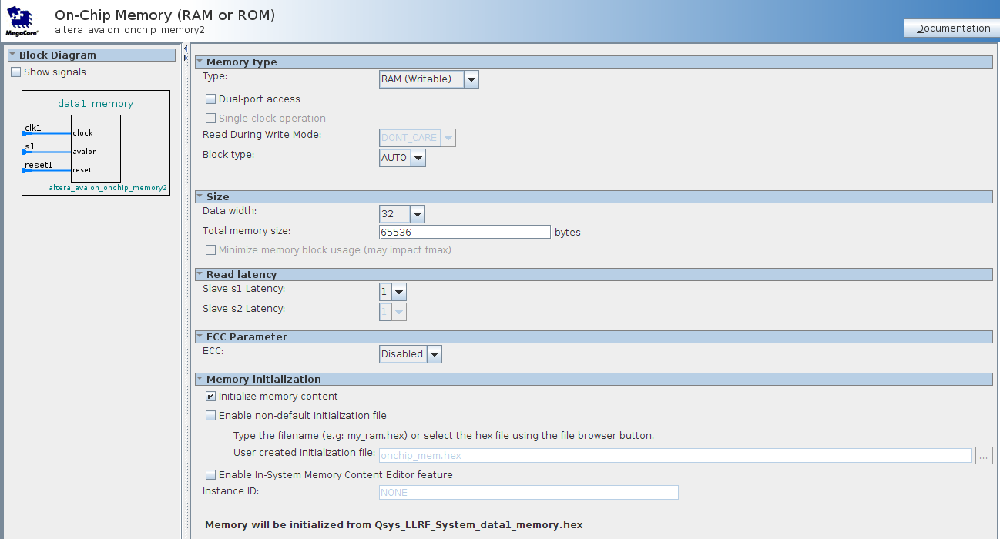 On-Chip Memory (RAM or ROM)
MegaCore®
altera_avalon_onchip_memory2
Documentation
Block Diagram
Show signals
data1_memory
clk1
clock
s1
avalon
reset1
reset
altera_avalon_onchip_memory2
Memory type
Type:
RAM (Writable)
Dual-port access
Single clock operation
Read During Write Mode:
DONT_CARE
Block type:
AUTO
Size
Data width:
32
Total memory size:
65536 bytes
Minimize memory block usage (may impact fmax)
Read latency
Slave s1 Latency:
1
Slave s2 Latency:
1
ECC Parameter
ECC:
Disabled
Memory initialization
Initialize memory content
Enable non-default initialization file
Type the filename (e.g: my_ram.hex) or select the hex file using the file browser button.
User created initialization file: onchip_mem.hex ...
Enable In-System Memory Content Editor feature
Instance ID:
NONE
Memory will be initialized from Qsys_LLRF_System_data1_memory.hex